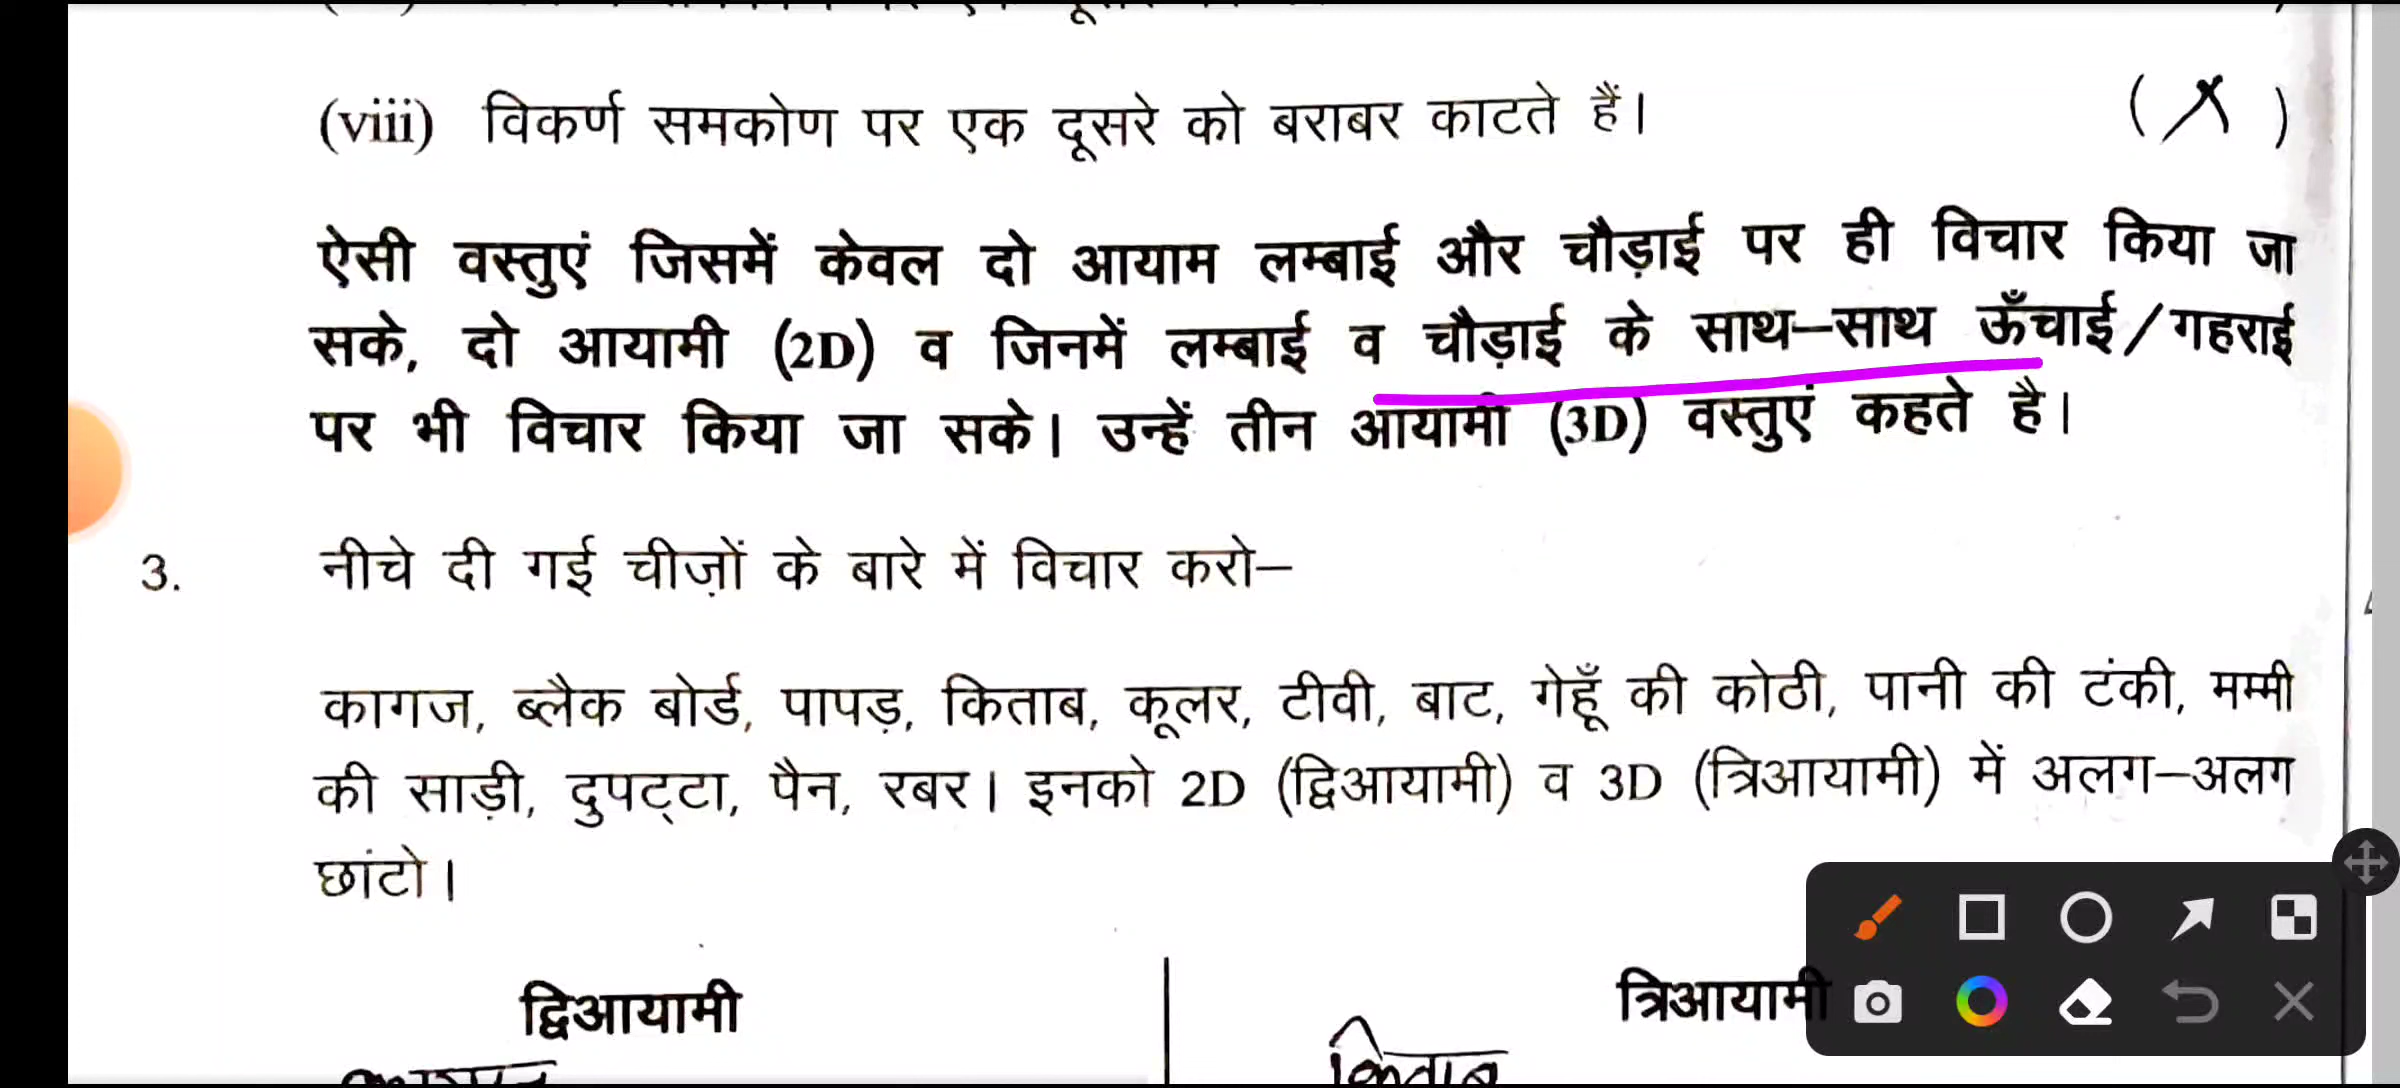 (viii) विकर्ण समकोण पर एक दूसरे को बराबर काटते हैं। (X)
ऐसी वस्तुएं जिसमें केवल दो आयाम लम्बाई और चौड़ाई पर ही विचार किया जा
सके, दो आयामी (2D) व जिनमें लम्बाई व चौड़ाई के साथ–साथ ऊँचाई/गहराई
पर भी विचार किया जा सके। उन्हें तीन आयामी (3D) वस्तुएं कहते है।
3. नीचे दी गई चीज़ों के बारे में विचार करो–
कागज, ब्लैक बोर्ड, पापड़, किताब, कूलर, टीवी, बाट, गेहूँ की कोठी, पानी की टंकी, मम्मी
की साड़ी, दुपट्टा, पैन, रबर। इनको 2D (द्विआयामी) व 3D (त्रिआयामी) में अलग–अलग
छांटो।
द्विआयामी त्रिआयामी
किताब